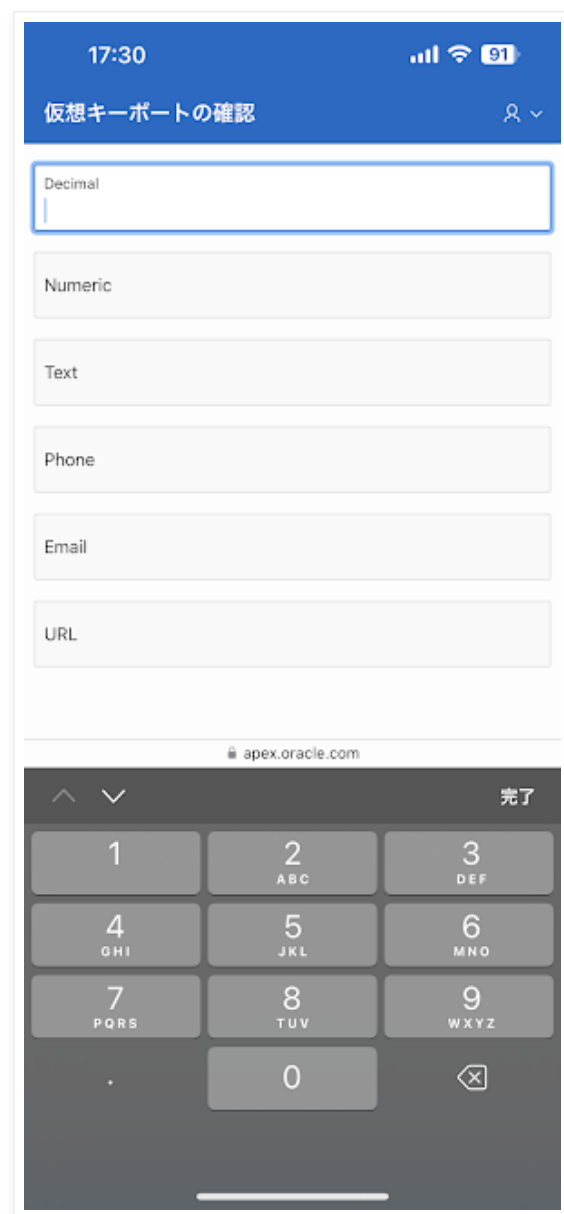 17:30
91
仮想キーボートの確認
Decimal
Numeric
Text
Phone
Email
URL
apex.oracle.com
完了
1
2
ABC
3
DEF
4
GHI
5
JKL
6
MNO
7
PQRS
8
TUV
9
WXYZ
.
0